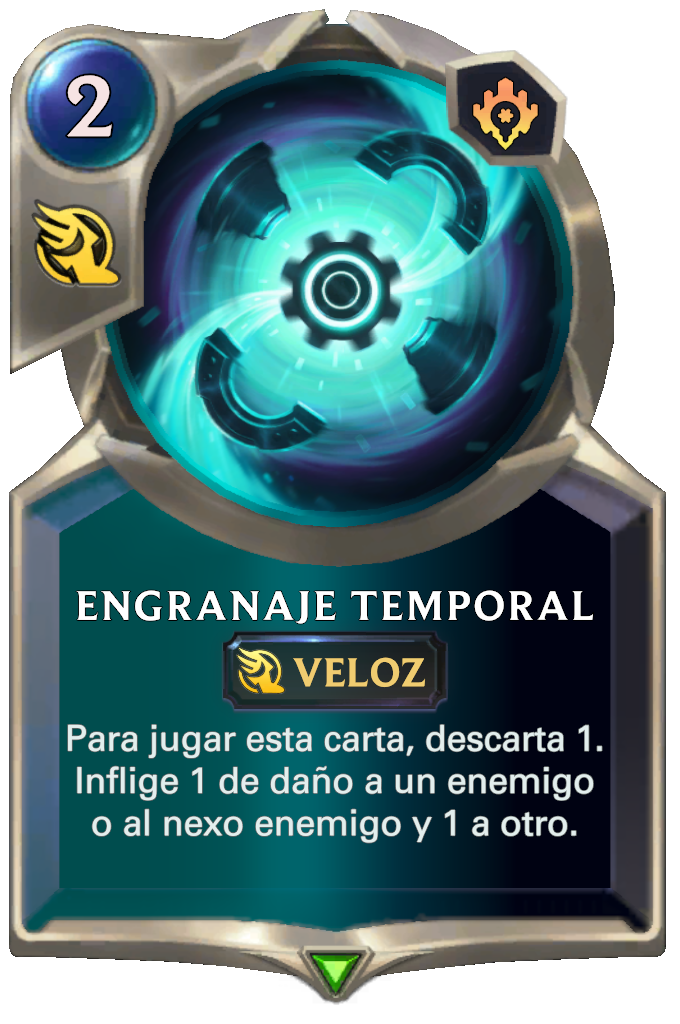 2
ENGRANAJE TEMPORAL
VELOZ
Para jugar esta carta, descarta 1.
Inflige 1 de daño a un enemigo
o al nexo enemigo y 1 a otro.